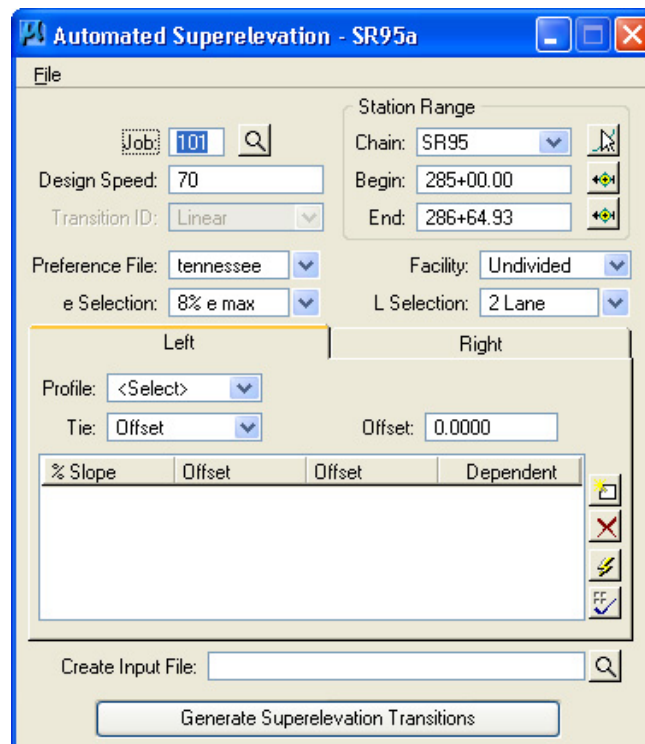 Automated Superelevation - SR95a
File
Station Range
Job: 101
Chain: SR95
Design Speed: 70
Begin: 285+00.00
Transition ID: Linear
End: 286+64.93
Preference File: tennessee
Facility: Undivided
e Selection: 8% e max
L Selection: 2 Lane
Left
Right
Profile: <Select>
Tie: Offset
Offset: 0.0000
% Slope Offset Offset Dependent
FF
Create Input File:
Generate Superelevation Transitions